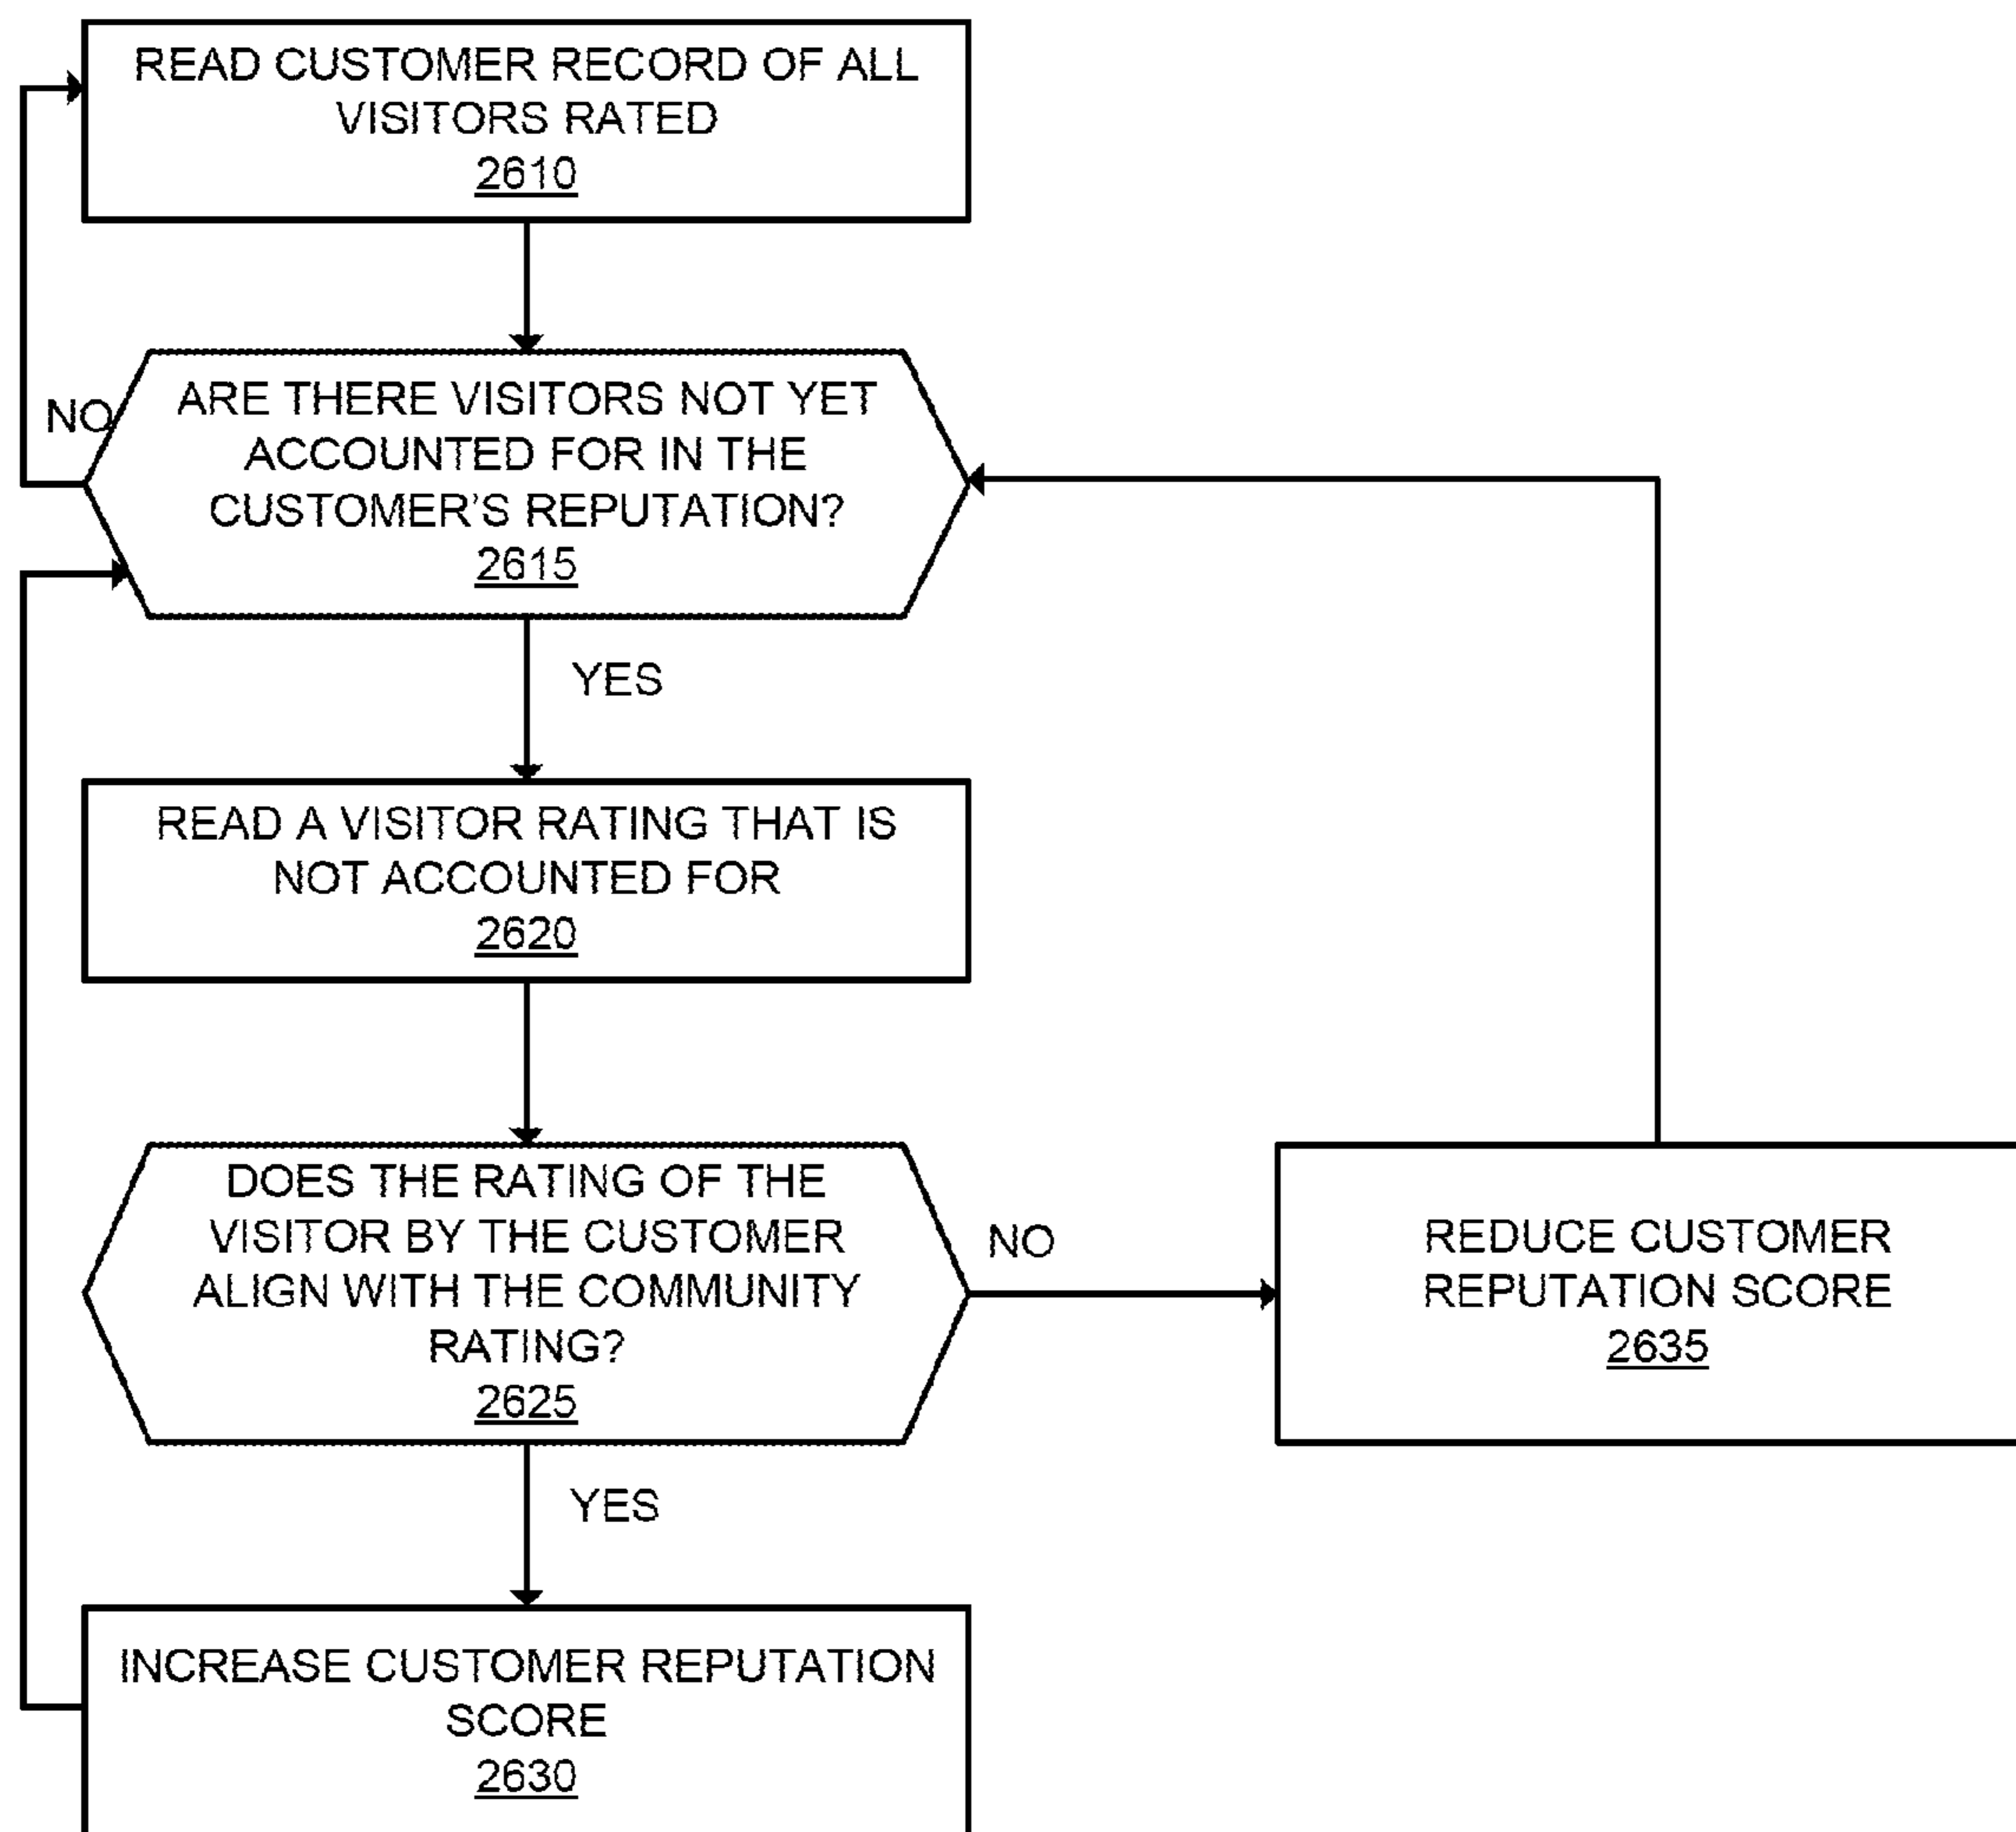 READ CUSTOMER RECORD OF ALL
VISITORS RATED
2610
NO
ARE THERE VISITORS NOT YET
ACCOUNTED FOR IN THE
CUSTOMER'S REPUTATION?
2615
YES
READ A VISITOR RATING THAT IS
NOT ACCOUNTED FOR
2620
DOES THE RATING OF THE
VISITOR BY THE CUSTOMER
ALIGN WITH THE COMMUNITY
RATING?
2625
NO
REDUCE CUSTOMER
REPUTATION SCORE
2635
YES
INCREASE CUSTOMER REPUTATION
SCORE
2630